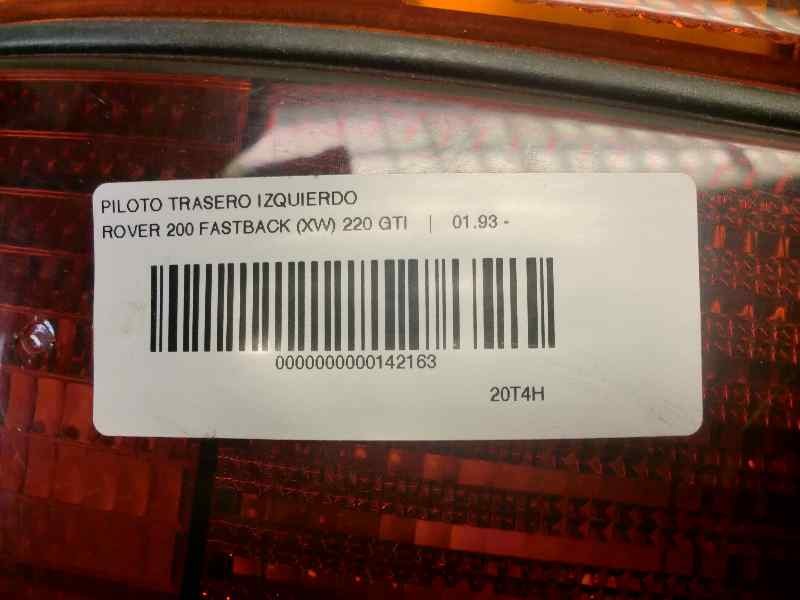 PILOTO TRASERO IZQUIERDO
ROVER 200 FASTBACK (XW) 220 GTI | 01.93 -
0000000000142163
20T4H